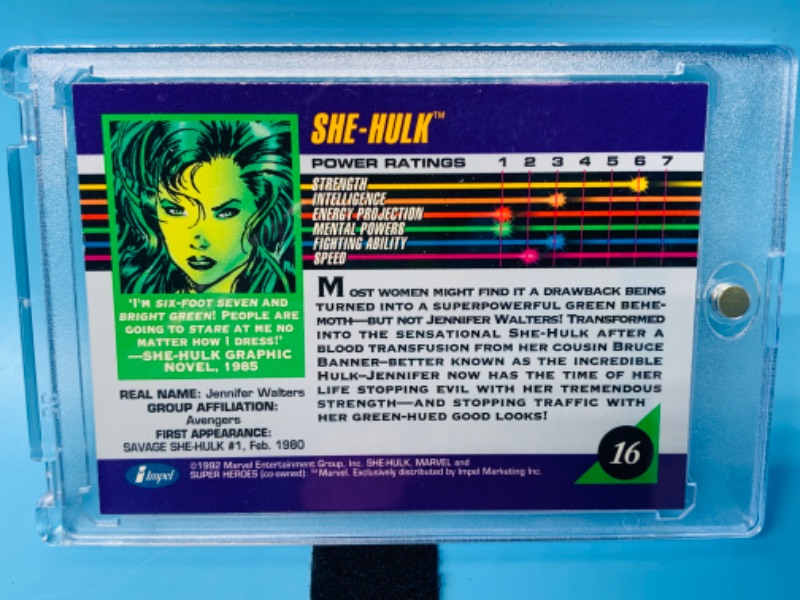 SHE-HULK™
POWER RATINGS 1 2 3 4 5 6 7
STRENGTH
INTELLIGENCE
ENERGY PROJECTION
MENTAL POWERS
FIGHTING ABILITY
SPEED
"I'M SIX-FOOT SEVEN AND
BRIGHT GREEN! PEOPLE ARE
GOING TO STARE AT ME NO
MATTER HOW I DRESS!"
—SHE-HULK GRAPHIC
NOVEL, 1985
REAL NAME: Jennifer Walters
GROUP AFFILIATION:
Avengers
FIRST APPEARANCE:
SAVAGE SHE-HULK #1, Feb. 1980
MOST WOMEN MIGHT FIND IT A DRAWBACK BEING
TURNED INTO A SUPERPOWERFUL GREEN BEHE-
MOTH—BUT NOT JENNIFER WALTERS! TRANSFORMED
INTO THE SENSATIONAL SHE-HULK AFTER A
BLOOD TRANSFUSION FROM HER COUSIN BRUCE
BANNER—BETTER KNOWN AS THE INCREDIBLE
HULK—JENNIFER NOW HAS THE TIME OF HER
LIFE STOPPING EVIL WITH HER TREMENDOUS
STRENGTH—AND STOPPING TRAFFIC WITH
HER GREEN-HUED GOOD LOOKS!
16
impel
©1992 Marvel Entertainment Group, Inc. SHE-HULK, MARVEL and
SUPER HEROES (co-owned): ™Marvel. Exclusively distributed by Impel Marketing Inc.